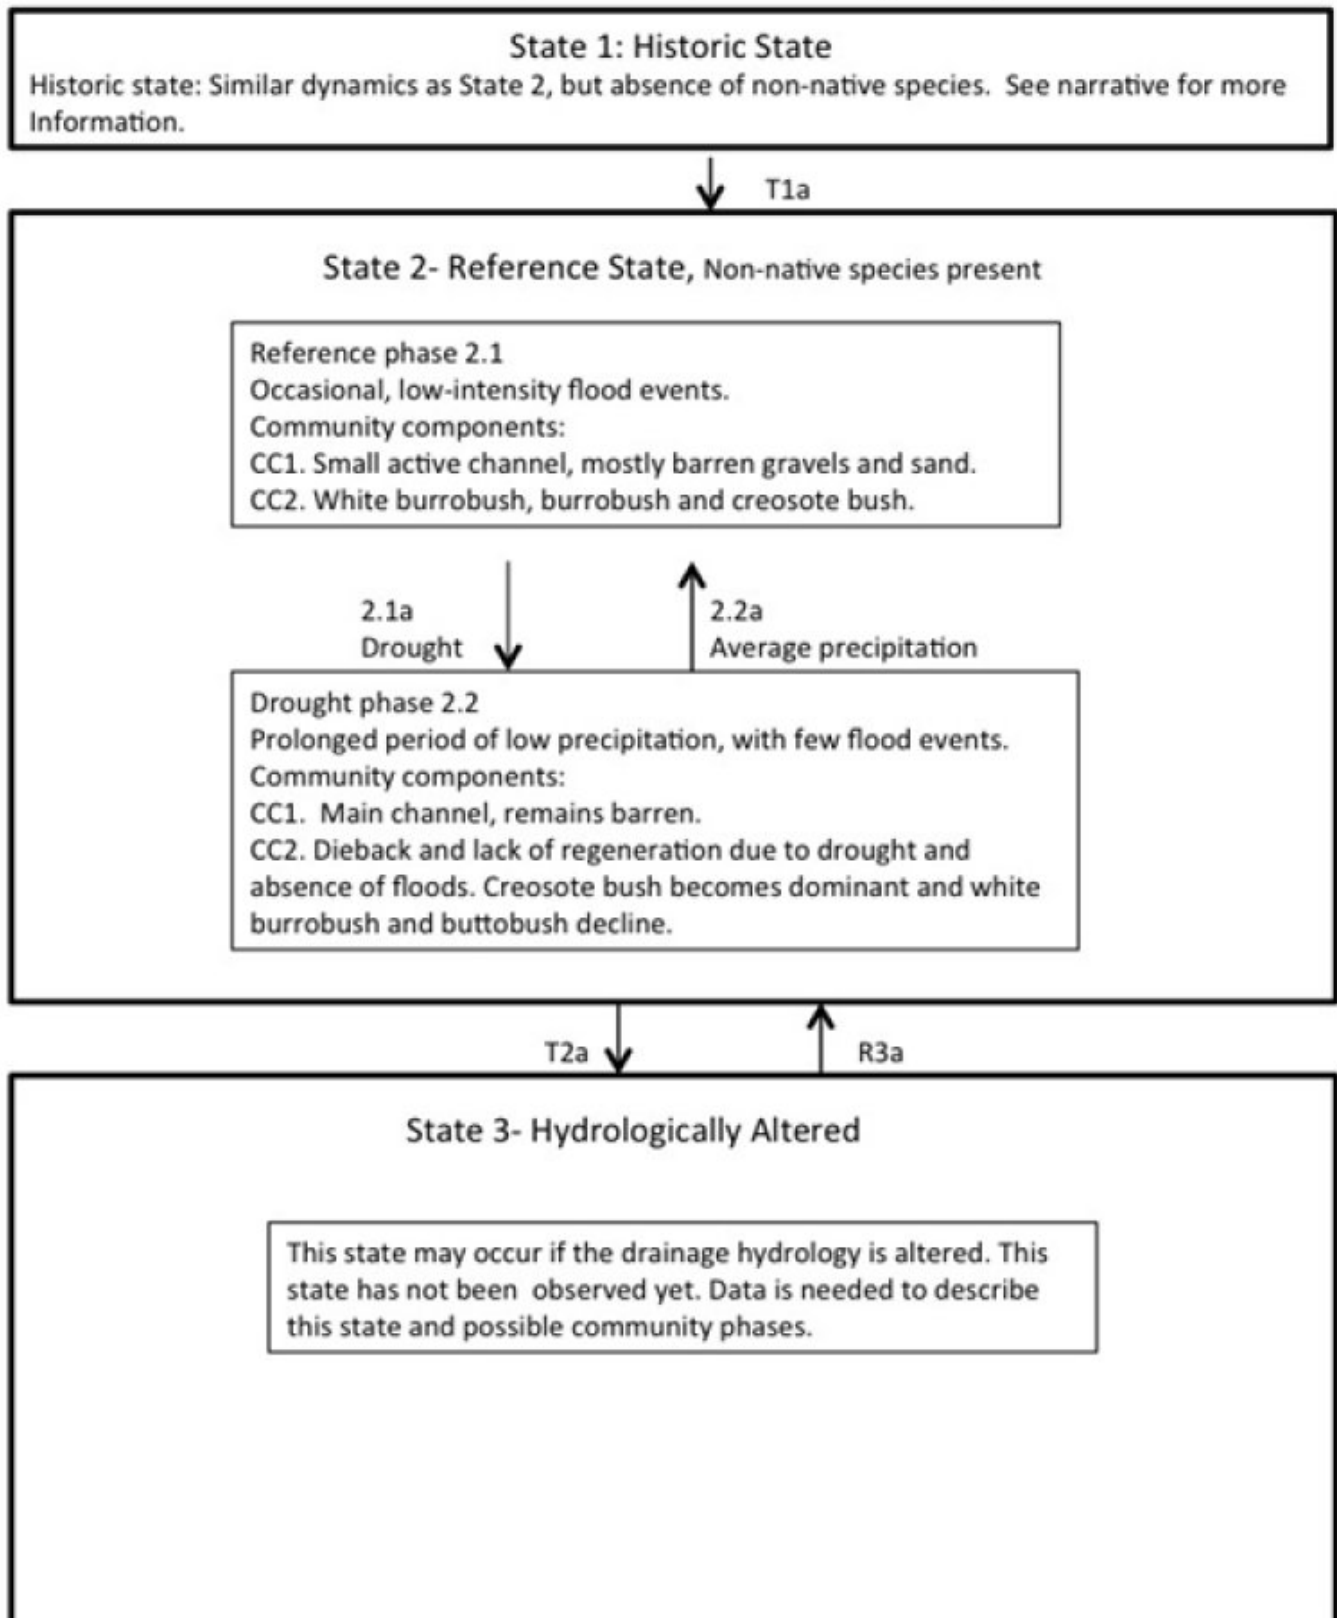 State 1: Historic State
Historic state: Similar dynamics as State 2, but absence of non-native species.  See narrative for more
Information.
T1a
State 2- Reference State, Non-native species present
Reference phase 2.1
Occasional, low-intensity flood events.
Community components:
CC1. Small active channel, mostly barren gravels and sand.
CC2. White burrobush, burrobush and creosote bush.
2.1a
Drought
2.2a
Average precipitation
Drought phase 2.2
Prolonged period of low precipitation, with few flood events.
Community components:
CC1.  Main channel, remains barren.
CC2. Dieback and lack of regeneration due to drought and
absence of floods. Creosote bush becomes dominant and white
burrobush and buttobush decline.
T2a
R3a
State 3- Hydrologically Altered
This state may occur if the drainage hydrology is altered. This
state has not been  observed yet. Data is needed to describe
this state and possible community phases.